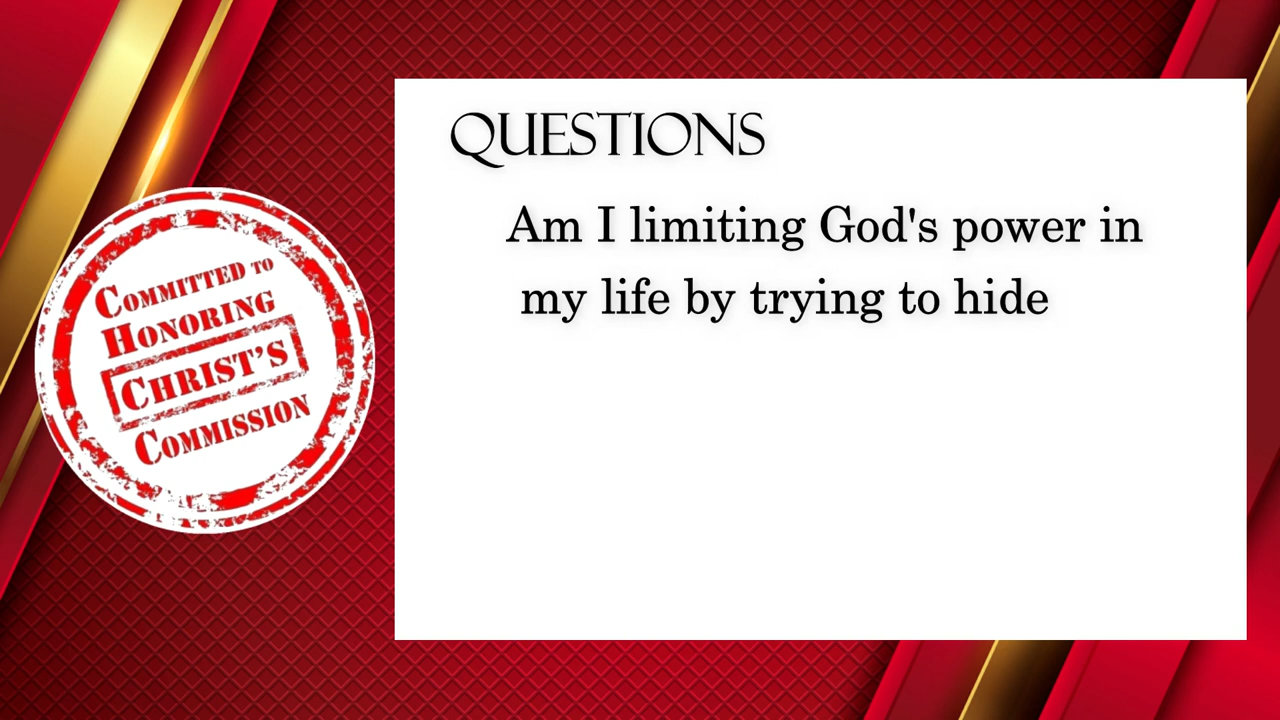 COMMITTED TO
HONORING
CHRIST'S
COMMISSION
QUESTIONS
Am I limiting God's power in
my life by trying to hide